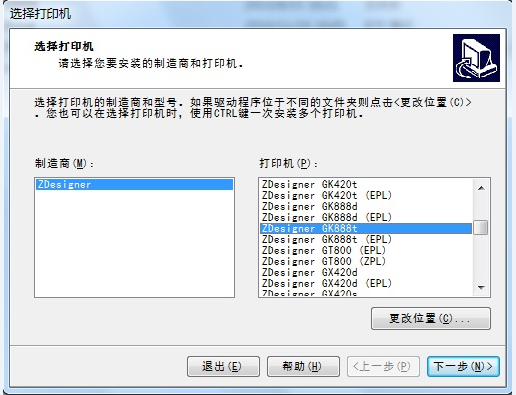 选择打印机
选择打印机
请选择您要安装的制造商和打印机。
选择打印机的制造商和型号。如果驱动程序位于不同的文件夹则点击<更改位置(C)>
。您也可以在选择打印机时，使用CTRL键一次安装多个打印机。
制造商(M)：
打印机(P)：
ZDesigner
ZDesigner GK420t
ZDesigner GK420t (EPL)
ZDesigner GK888d
ZDesigner GK888d (EPL)
ZDesigner GK888t
ZDesigner GK888t (EPL)
ZDesigner GT800 (EPL)
ZDesigner GT800 (ZPL)
ZDesigner GX420d
ZDesigner GX420d (EPL)
ZDesigner GX420s
更改位置(C)...
退出(E)
帮助(H)
<上一步(P)
下一步(N)>